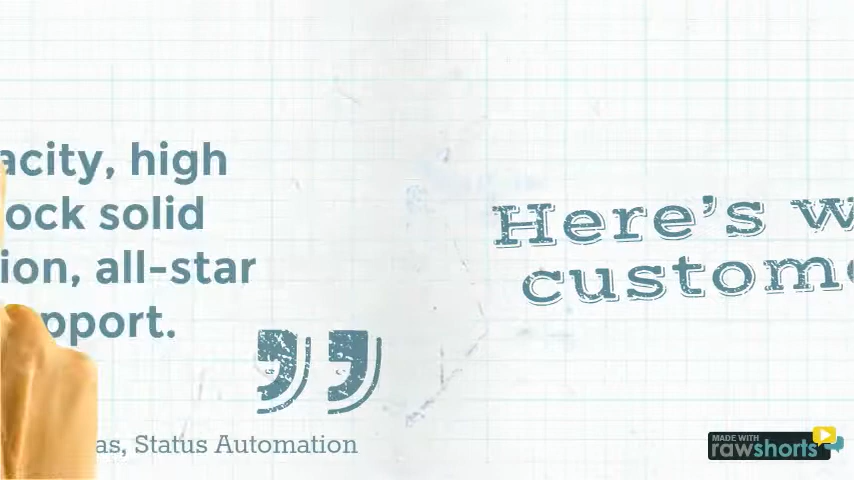 acity, high
ock solid
ion, all-star
pport.
as, Status Automation
Here's w
custome
MADE WITH
rawshorts